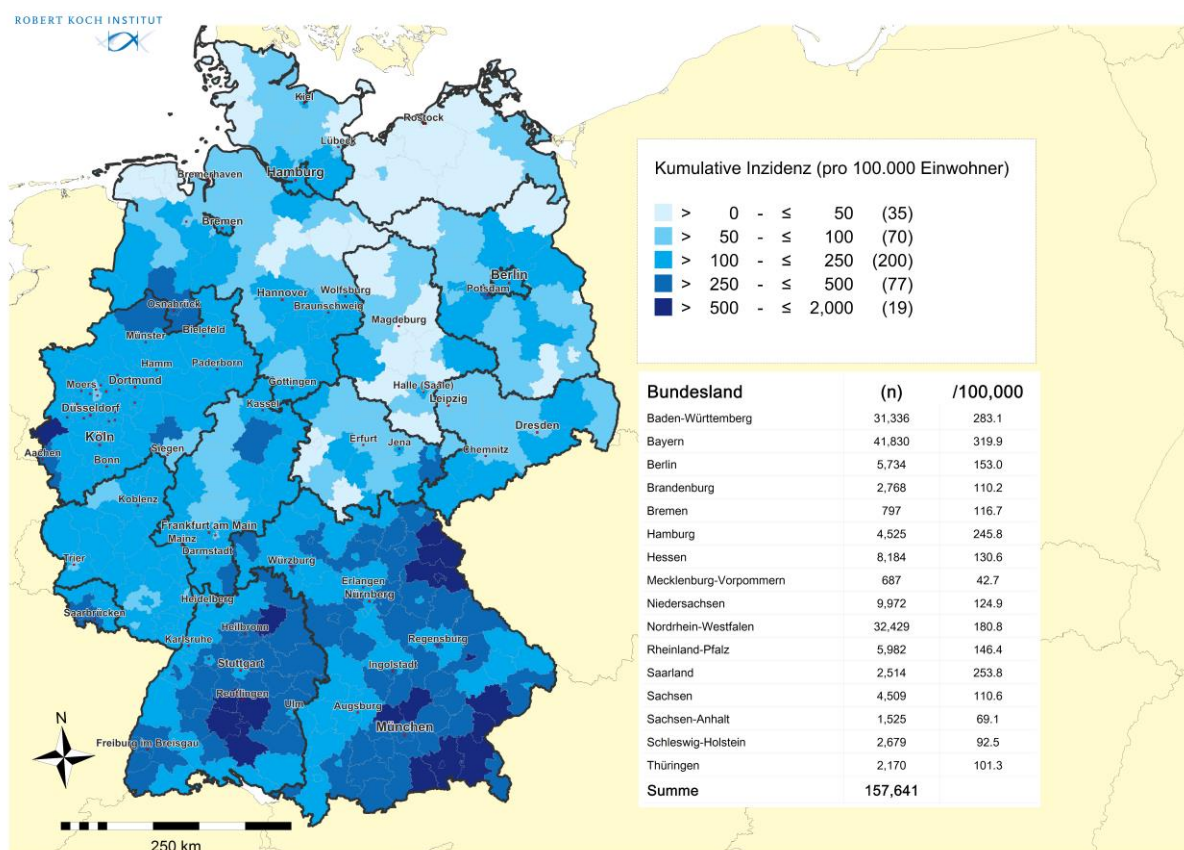 ROBERT KOCH INSTITUT
Kiel
Rostock
Lübeck
Hamburg
Bremerhaven
Bremen
Berlin
Potsdam
Hannover
Wolfsburg
Braunschweig
Magdeburg
Osnabrück
Bielefeld
Münster
Hamm
Paderborn
Moers
Dortmund
Göttingen
Halle (Saale)
Leipzig
Kassel
Düsseldorf
Dresden
Köln
Erfurt
Jena
Chemnitz
Siegen
Aachen
Bonn
Koblenz
Frankfurt am Main
Mainz
Darmstadt
Würzburg
Trier
Erlangen
Nürnberg
Heidelberg
Saarbrücken
Heilbronn
Karlsruhe
Regensburg
Stuttgart
Ingolstadt
Reutlingen
Ulm
Augsburg
München
Freiburg im Breisgau
N
250 km
Kumulative Inzidenz (pro 100.000 Einwohner)
> 0 - ≤ 50 (35)
> 50 - ≤ 100 (70)
> 100 - ≤ 250 (200)
> 250 - ≤ 500 (77)
> 500 - ≤ 2,000 (19)
Bundesland (n) /100,000
Baden-Württemberg 31,336 283.1
Bayern 41,830 319.9
Berlin 5,734 153.0
Brandenburg 2,768 110.2
Bremen 797 116.7
Hamburg 4,525 245.8
Hessen 8,184 130.6
Mecklenburg-Vorpommern 687 42.7
Niedersachsen 9,972 124.9
Nordrhein-Westfalen 32,429 180.8
Rheinland-Pfalz 5,982 146.4
Saarland 2,514 253.8
Sachsen 4,509 110.6
Sachsen-Anhalt 1,525 69.1
Schleswig-Holstein 2,679 92.5
Thüringen 2,170 101.3
Summe 157,641